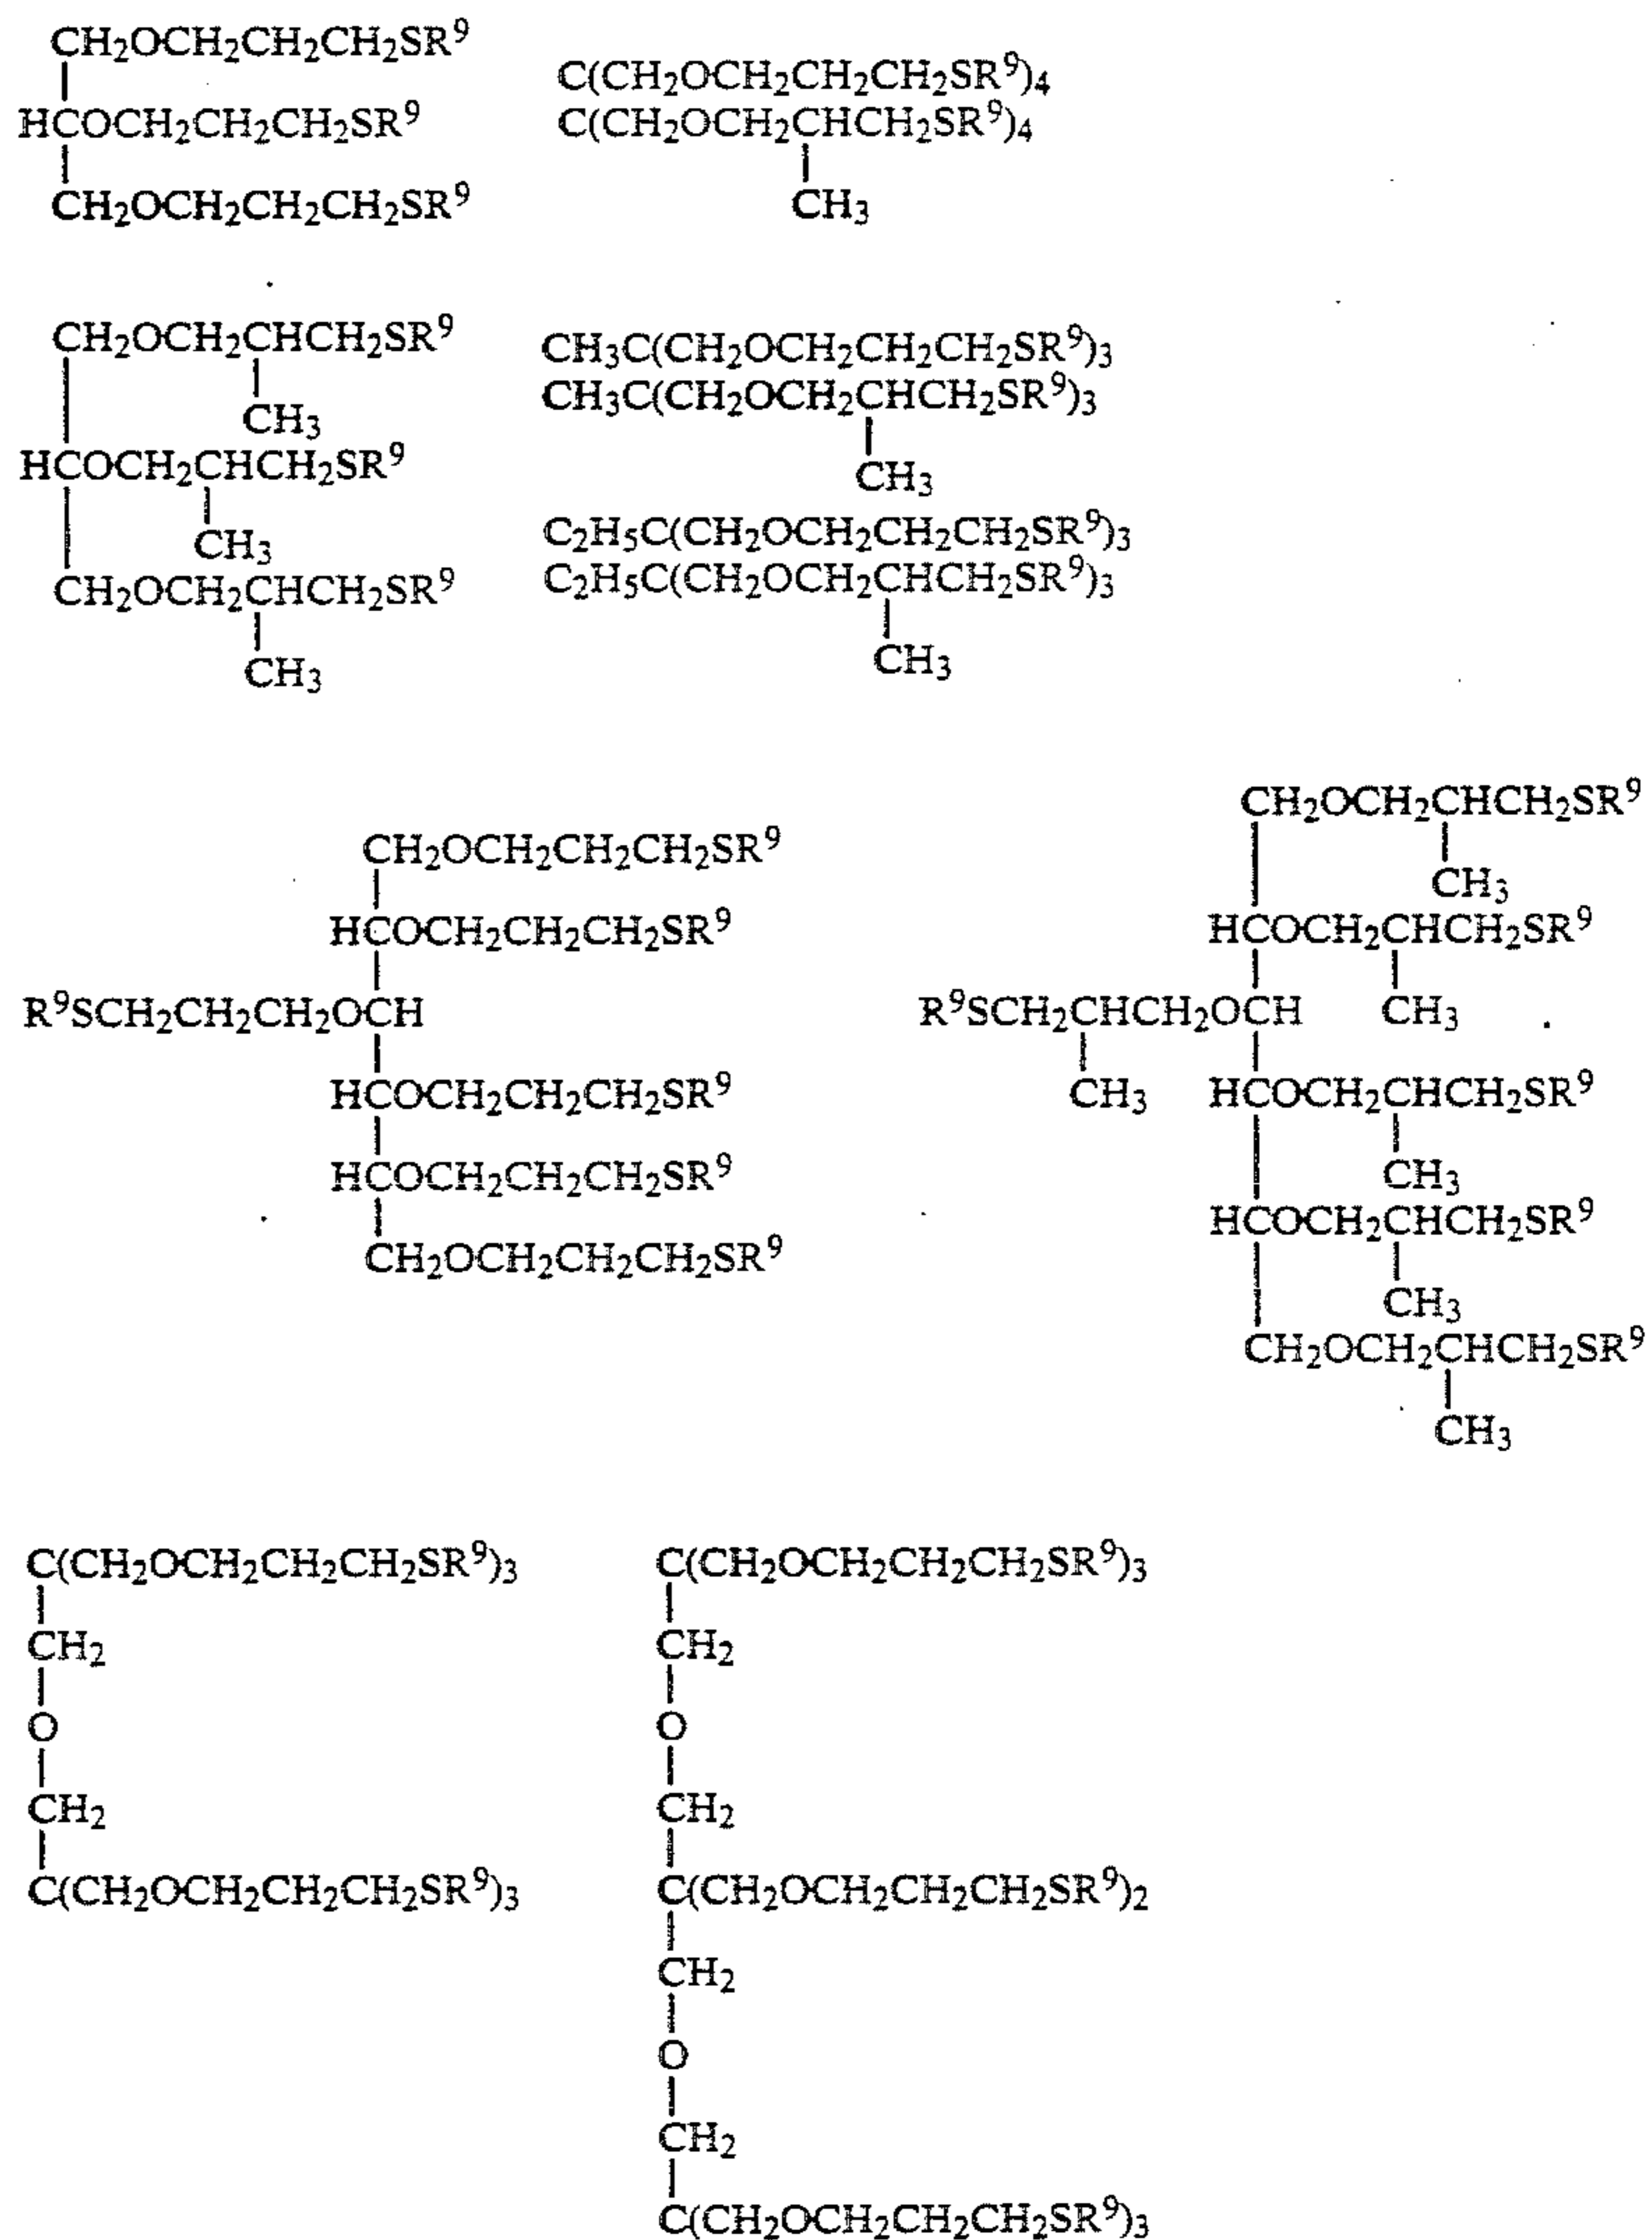 CH₂OCH₂CH₂CH₂SR⁹
HCOCH₂CH₂CH₂SR⁹
CH₂OCH₂CH₂CH₂SR⁹
C(CH₂OCH₂CH₂CH₂SR⁹)₄
C(CH₂OCH₂CHCH₂SR⁹)₄
CH₃
CH₂OCH₂CHCH₂SR⁹
CH₃
HCOCH₂CHCH₂SR⁹
CH₃
CH₂OCH₂CHCH₂SR⁹
CH₃
CH₃C(CH₂OCH₂CH₂CH₂SR⁹)₃
CH₃C(CH₂OCH₂CHCH₂SR⁹)₃
CH₃
C₂H₅C(CH₂OCH₂CH₂CH₂SR⁹)₃
C₂H₅C(CH₂OCH₂CHCH₂SR⁹)₃
CH₃
CH₂OCH₂CH₂CH₂SR⁹
HCOCH₂CH₂CH₂SR⁹
R⁹SCH₂CH₂CH₂OCH
HCOCH₂CH₂CH₂SR⁹
HCOCH₂CH₂CH₂SR⁹
CH₂OCH₂CH₂CH₂SR⁹
CH₂OCH₂CHCH₂SR⁹
CH₃
HCOCH₂CHCH₂SR⁹
R⁹SCH₂CHCH₂OCH CH₃
CH₃ HCOCH₂CHCH₂SR⁹
CH₃
HCOCH₂CHCH₂SR⁹
CH₃
CH₂OCH₂CHCH₂SR⁹
CH₃
C(CH₂OCH₂CH₂CH₂SR⁹)₃
CH₂
O
CH₂
C(CH₂OCH₂CH₂CH₂SR⁹)₃
C(CH₂OCH₂CH₂CH₂SR⁹)₃
CH₂
O
CH₂
C(CH₂OCH₂CH₂CH₂SR⁹)₂
CH₂
O
CH₂
C(CH₂OCH₂CH₂CH₂SR⁹)₃